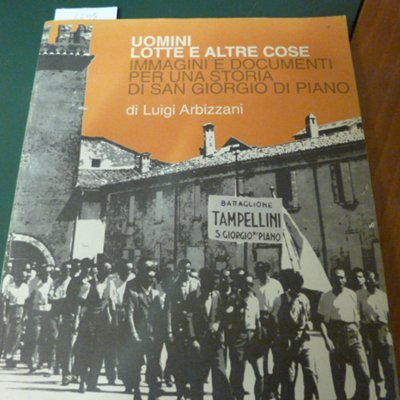 UOMINI
LOTTE E ALTRE COSE
IMMAGINI E DOCUMENTI
PER UNA STORIA
DI SAN GIORGIO DI PIANO
di Luigi Arbizzani
BATTAGLIONE
TAMPELLINI
S. GIORGIO DI PIANO